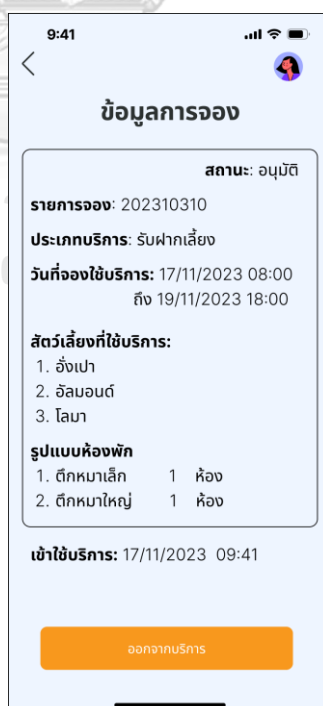 9:41
ข้อมูลการจอง
สถานะ: อนุมัติ
รายการจอง: 202310310
ประเภทบริการ: รับฝากเลี้ยง
วันที่จองใช้บริการ: 17/11/2023 08:00
ถึง 19/11/2023 18:00
สัตว์เลี้ยงที่ใช้บริการ:
1. อั่งเปา
2. อัลมอนด์
3. โลมา
รูปแบบห้องพัก
1. ตึกหมาเล็ก 1 ห้อง
2. ตึกหมาใหญ่ 1 ห้อง
เข้าใช้บริการ: 17/11/2023 09:41
ออกจากบริการ